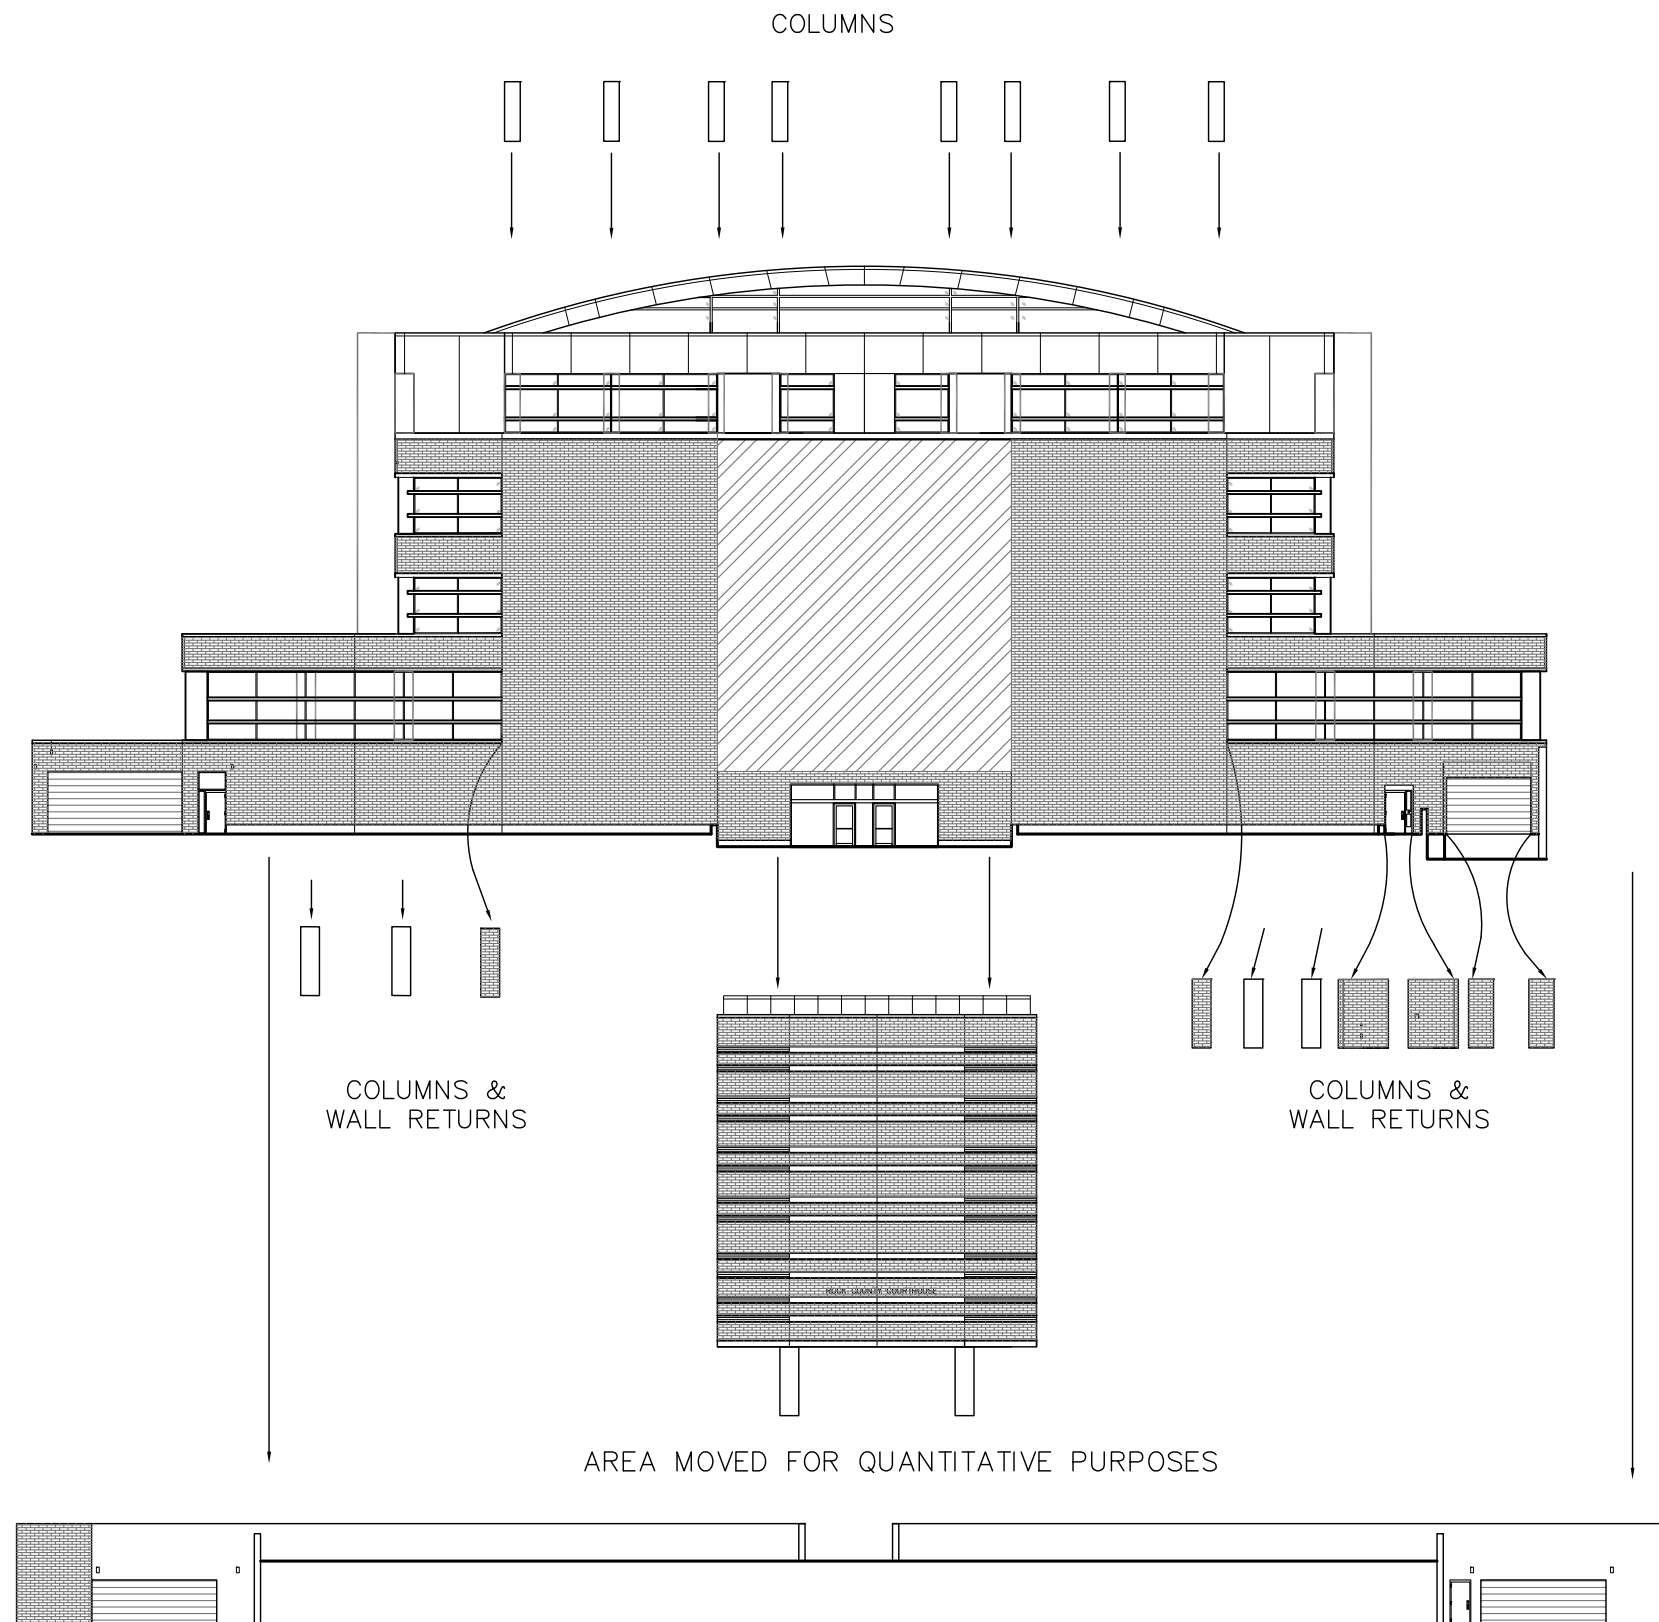 COLUMNS
COLUMNS &
WALL RETURNS
COLUMNS &
WALL RETURNS
ROCK COUNTY COURTHOUSE
AREA MOVED FOR QUANTITATIVE PURPOSES